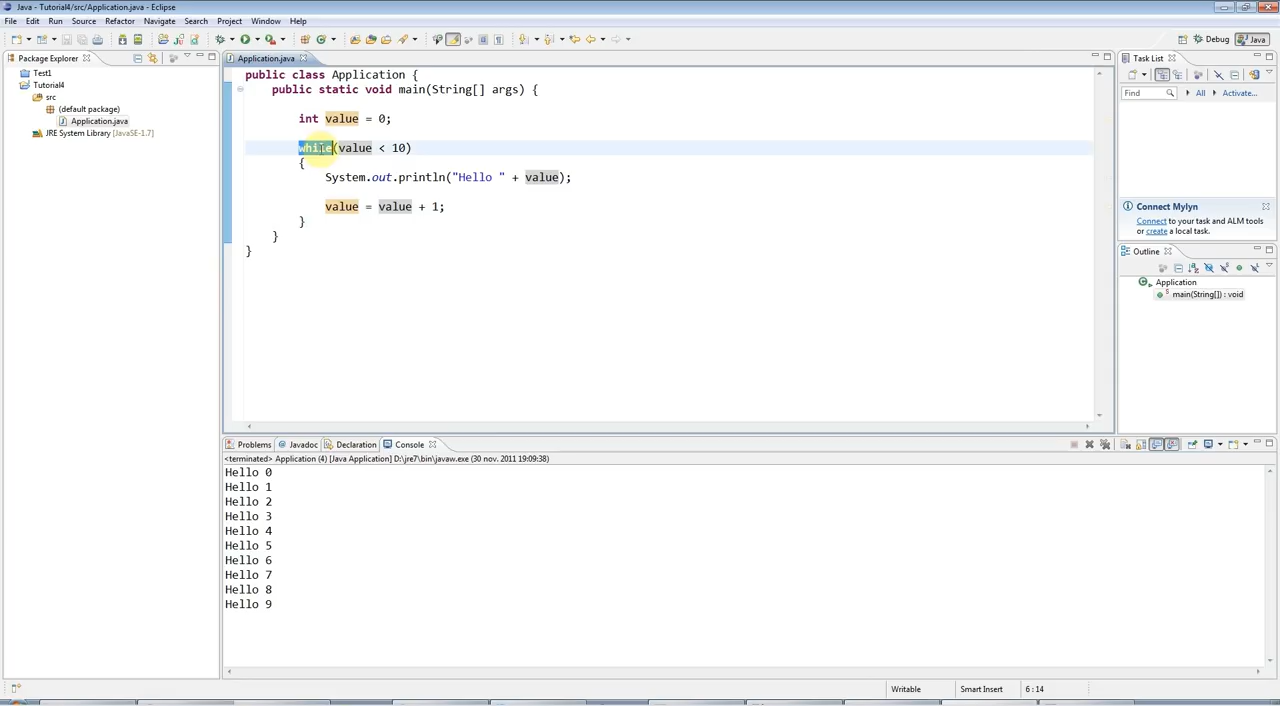 Java - Tutorial4/src/Application.java - Eclipse
File Edit Run Source Refactor Navigate Search Project Window Help
Debug Java
Package Explorer
Test1
Tutorial4
src
(default package)
Application.java
JRE System Library [JavaSE-1.7]
Application.java
public class Application {
public static void main(String[] args) {
int value = 0;
while(value < 10)
{
System.out.println("Hello " + value);
value = value + 1;
}
}
}
Task List
Find All Activate...
Connect Mylyn
Connect to your task and ALM tools
or create a local task.
Outline
Application
main(String[]) : void
Problems @ Javadoc Declaration Console
<terminated> Application (4) [Java Application] D:\jre7\bin\javaw.exe (30 nov. 2011 19:09:38)
Hello 0
Hello 1
Hello 2
Hello 3
Hello 4
Hello 5
Hello 6
Hello 7
Hello 8
Hello 9
Writable Smart Insert 6 : 14